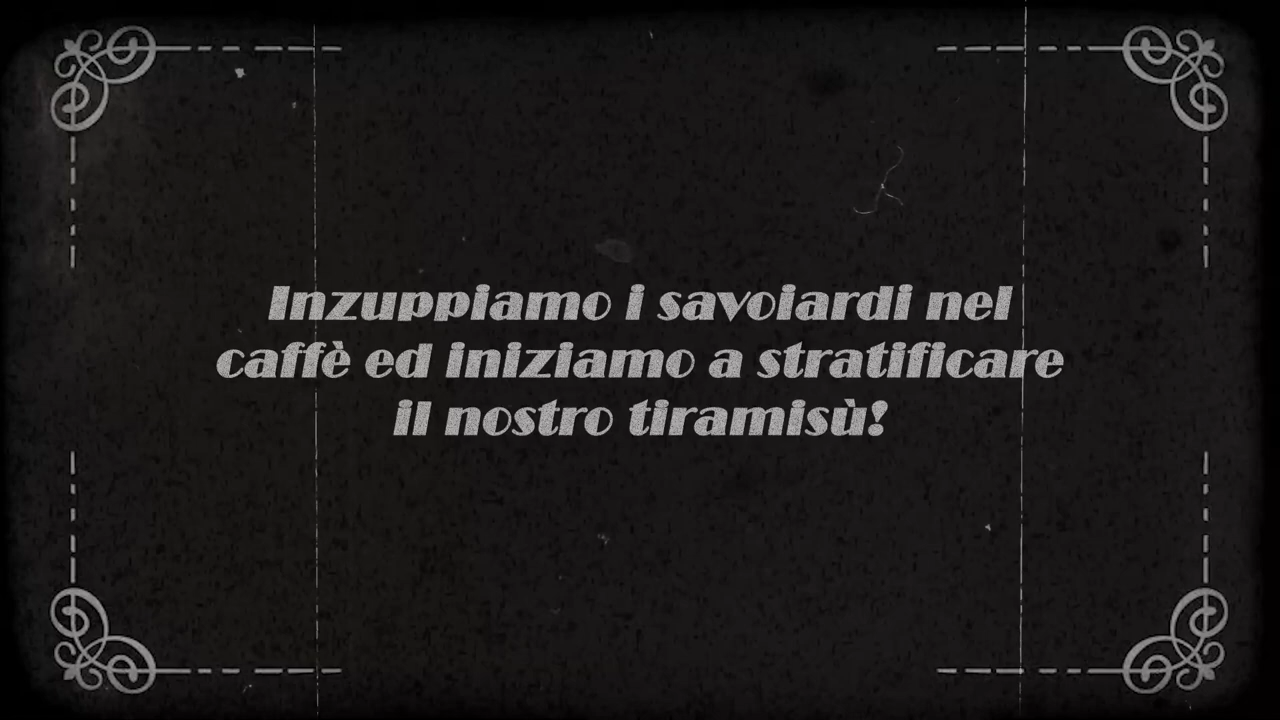 Inzuppiamo i savoiardi nel
caffè ed iniziamo a stratificare
il nostro tiramisù!